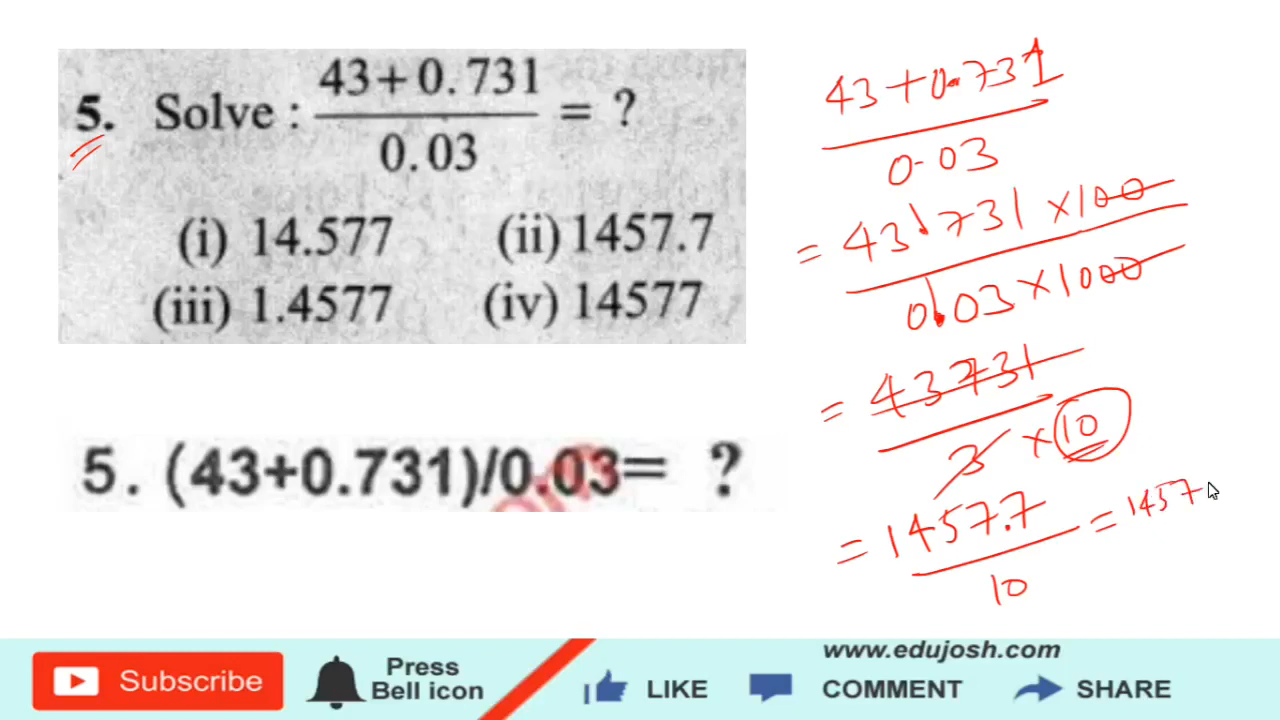 5. Solve : 43+0.731 / 0.03 = ?
(i) 14.577 (ii) 1457.7
(iii) 1.4577 (iv) 14577
5. (43+0.731)/0.03= ?
43+0.731
0.03
= 43.731 × 100
0.03 × 1000
= 43731
3 × 10
= 1457.7
10
= 1457
Subscribe
Press
Bell icon
LIKE
www.edujosh.com
COMMENT
SHARE